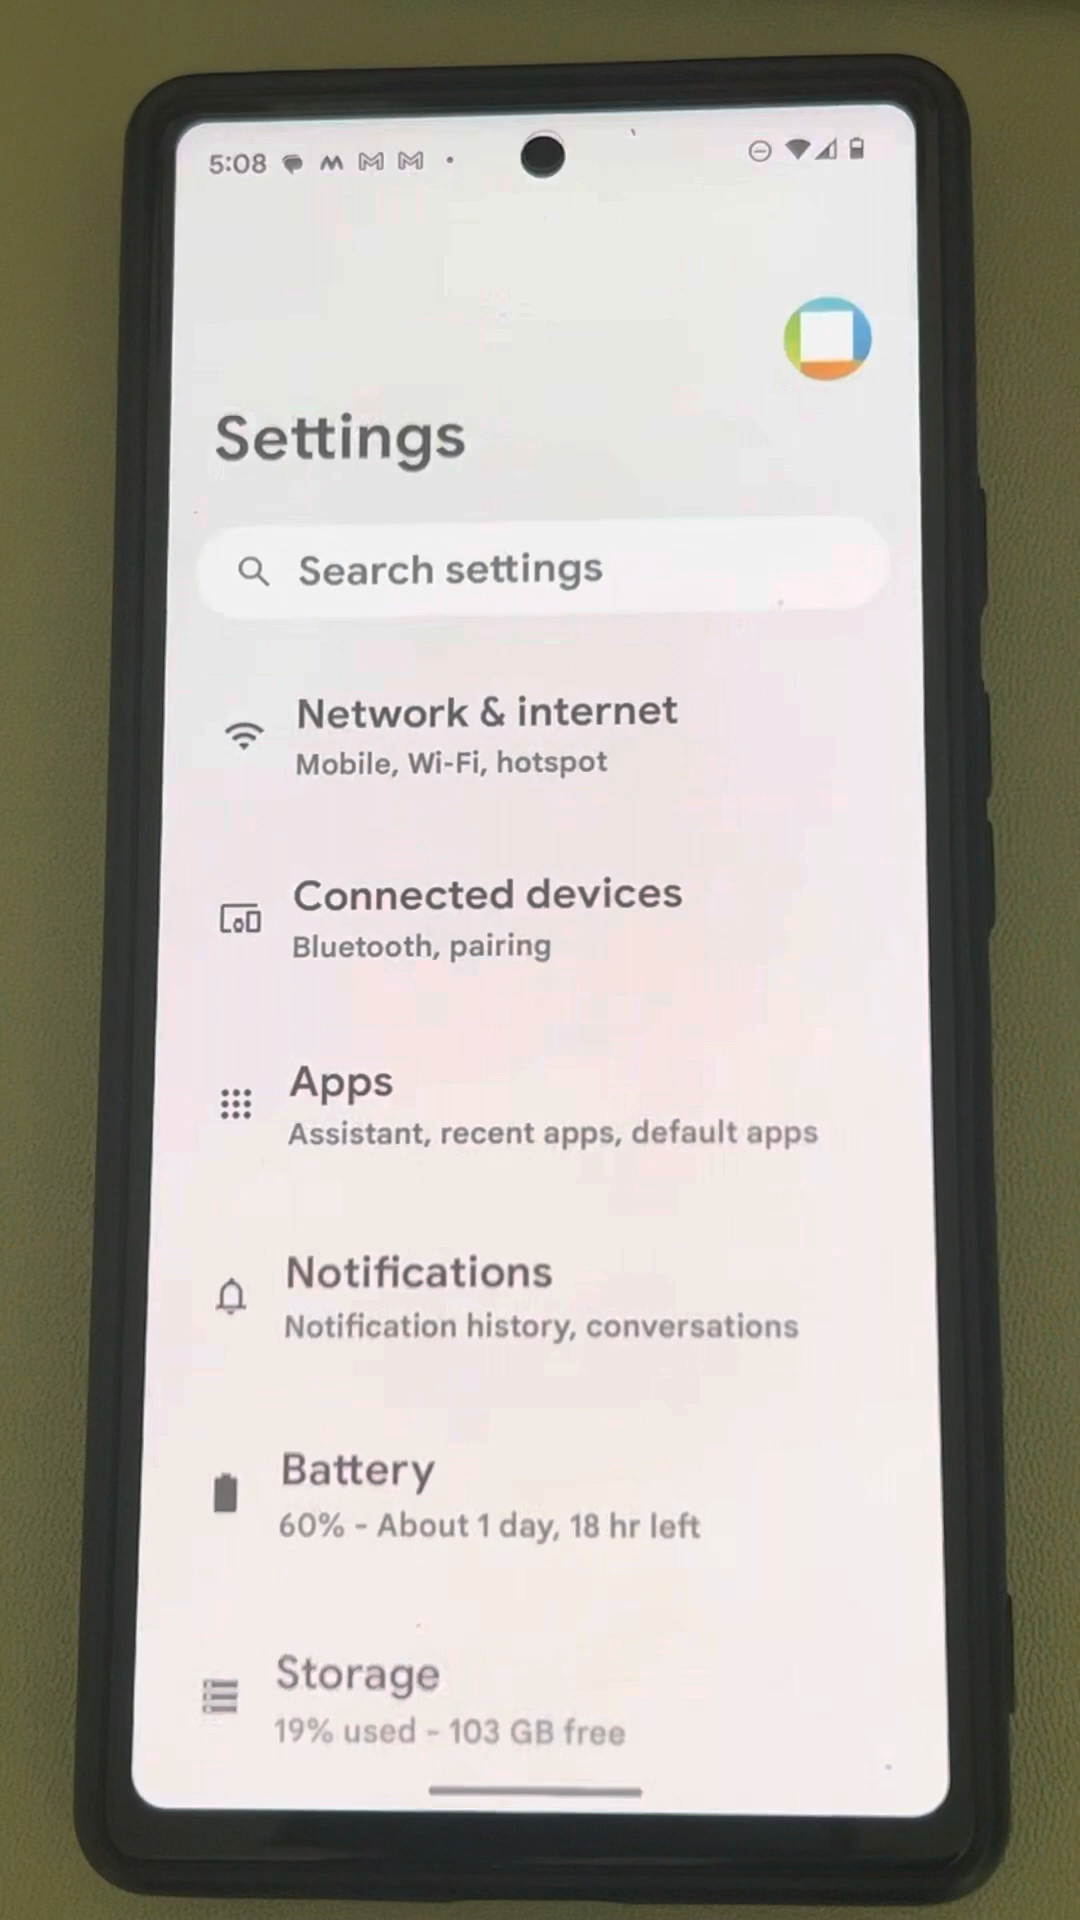 5:08
Settings
Search settings
Network & internet
Mobile, Wi-Fi, hotspot
Connected devices
Bluetooth, pairing
Apps
Assistant, recent apps, default apps
Notifications
Notification history, conversations
Battery
60% - About 1 day, 18 hr left
Storage
19% used - 103 GB free